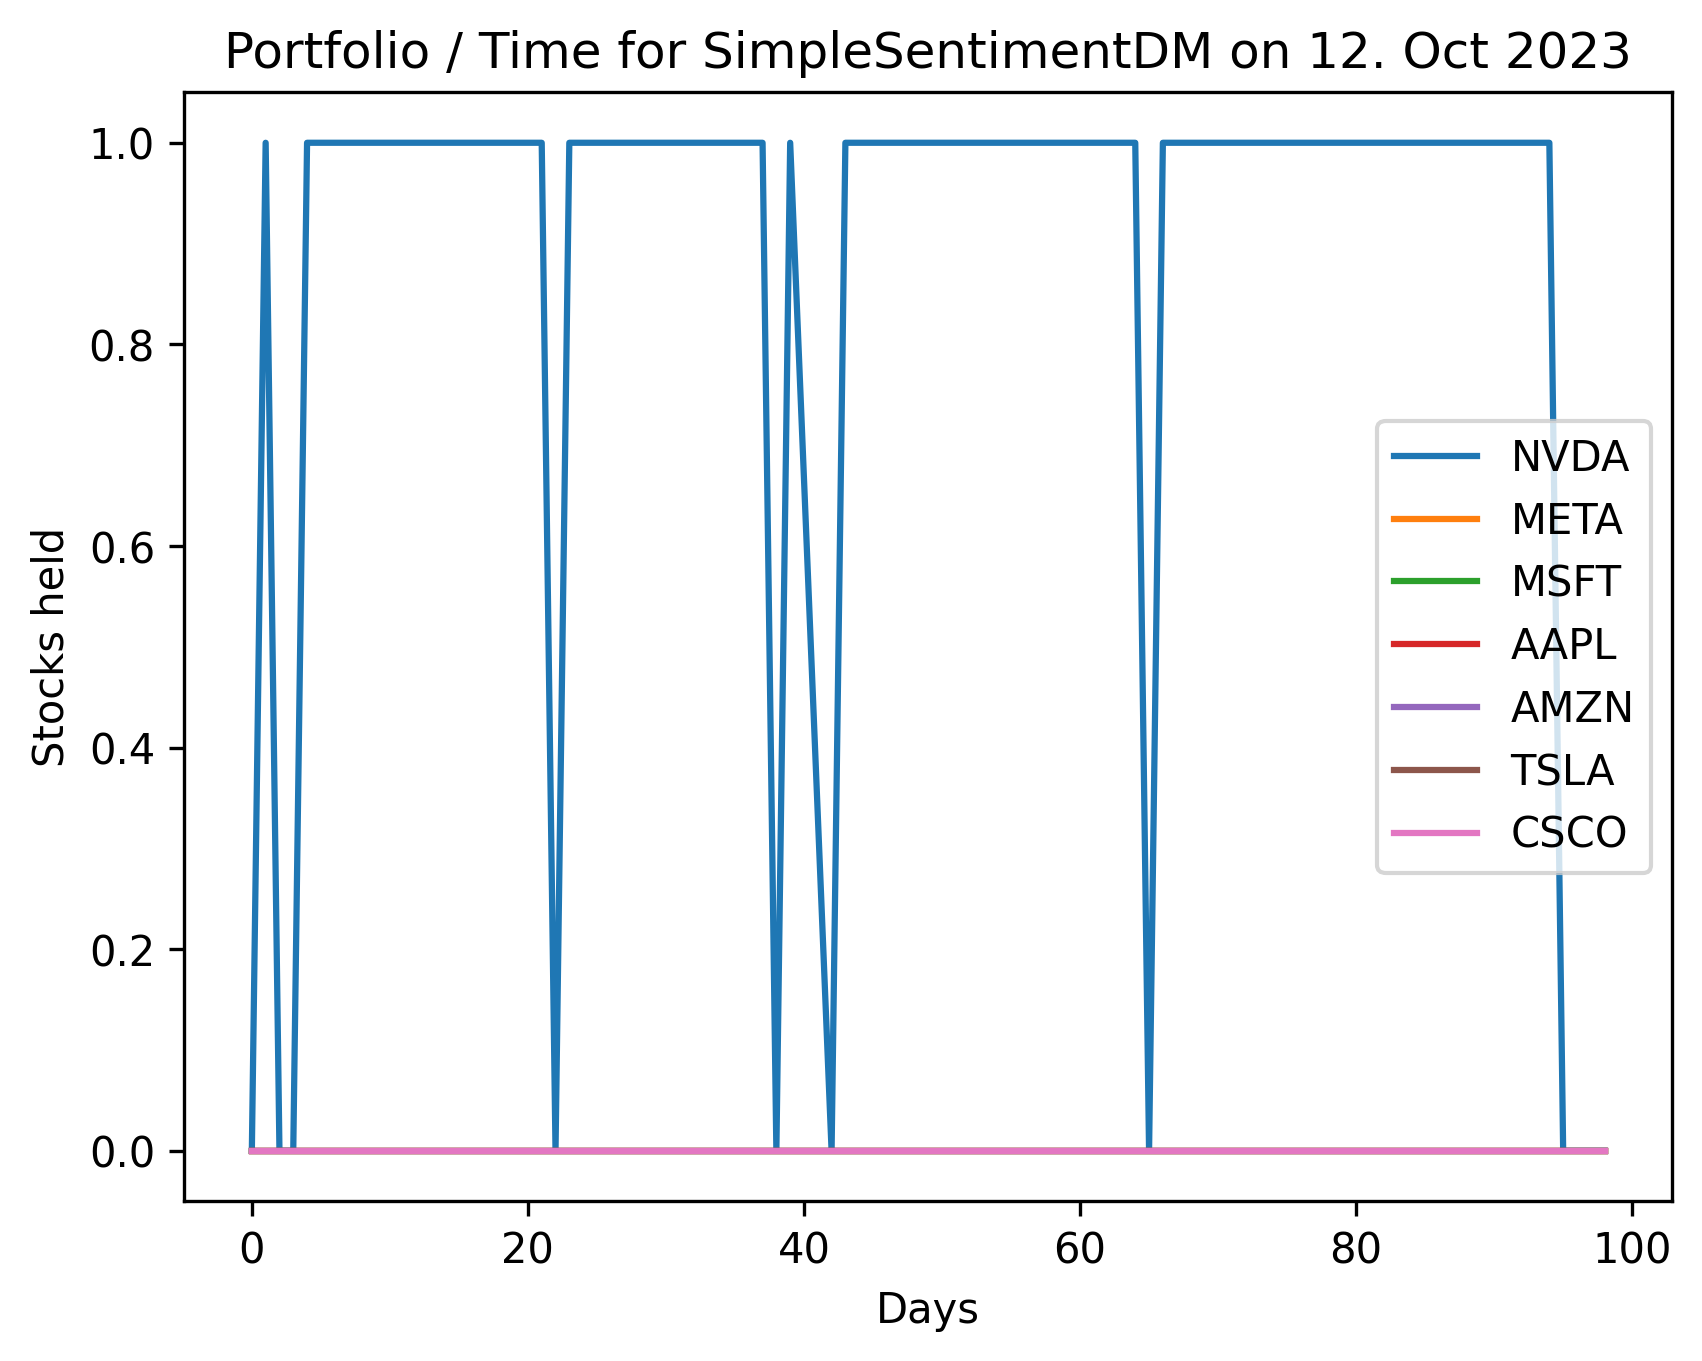 Portfolio / Time for SimpleSentimentDM on 12. Oct 2023
1.0
0.8
0.6
0.4
0.2
0.0
Stocks held
NVDA
META
MSFT
AAPL
AMZN
TSLA
CSCO
0 20 40 60 80 100
Days